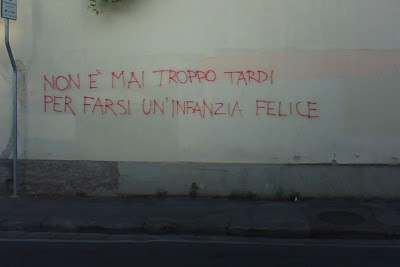 NON È MAI TROPPO TARDI
PER FARSI UN'INFANZIA FELICE